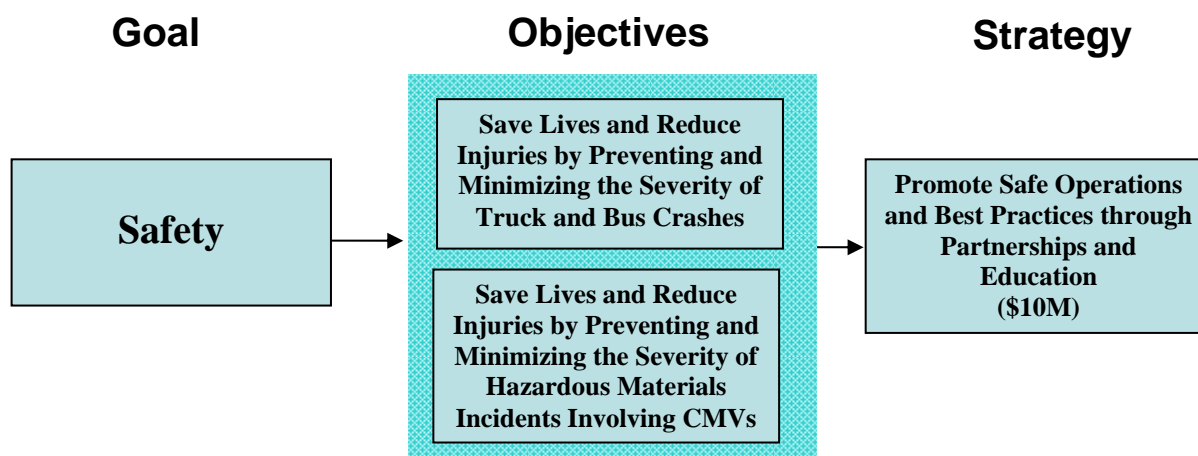 Goal
Objectives
Strategy
Safety
Save Lives and Reduce
Injuries by Preventing and
Minimizing the Severity of
Truck and Bus Crashes
Save Lives and Reduce
Injuries by Preventing and
Minimizing the Severity of
Hazardous Materials
Incidents Involving CMVs
Promote Safe Operations
and Best Practices through
Partnerships and
Education
($10M)